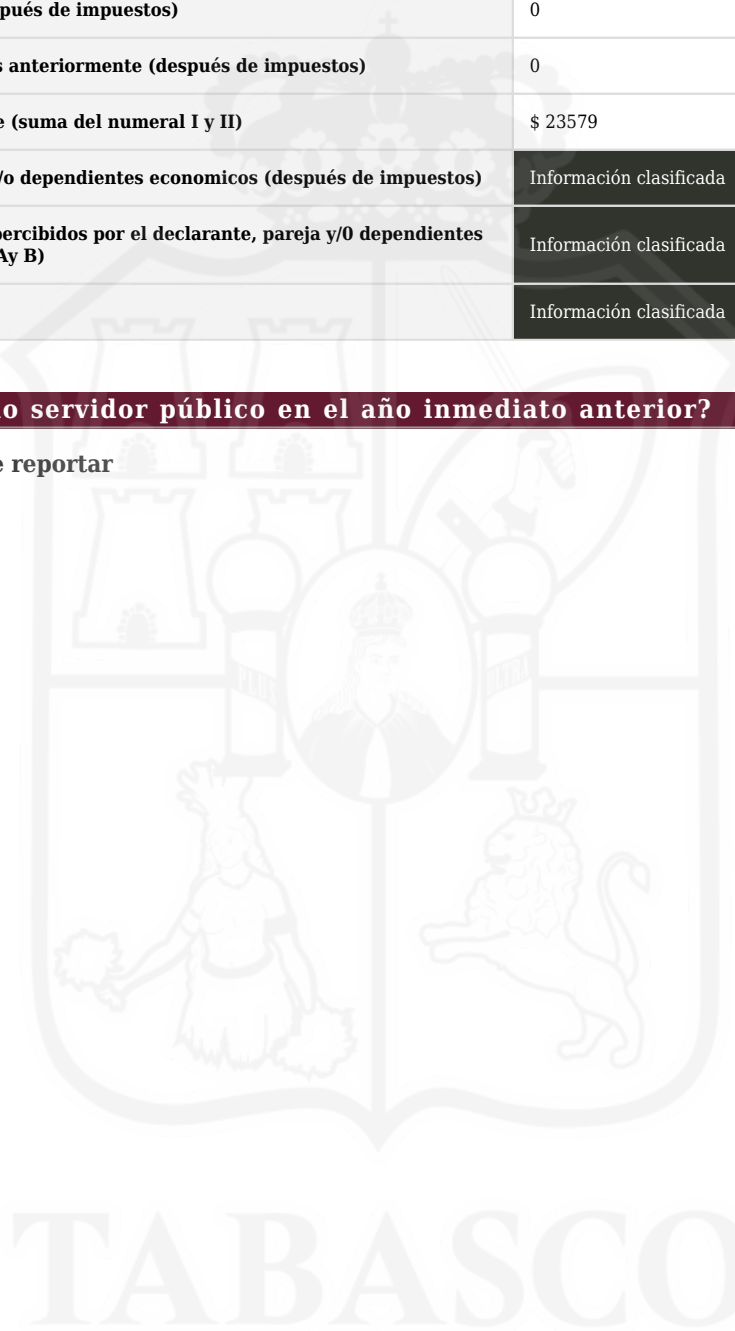 pués de impuestos) 0
s anteriormente (después de impuestos) 0
e (suma del numeral I y II) $ 23579
/o dependientes economicos (después de impuestos) Información clasificada
percibidos por el declarante, pareja y/0 dependientes
Ay B) Información clasificada
Información clasificada
o servidor público en el año inmediato anterior?
e reportar
PLUS ULTRA
TABASCO